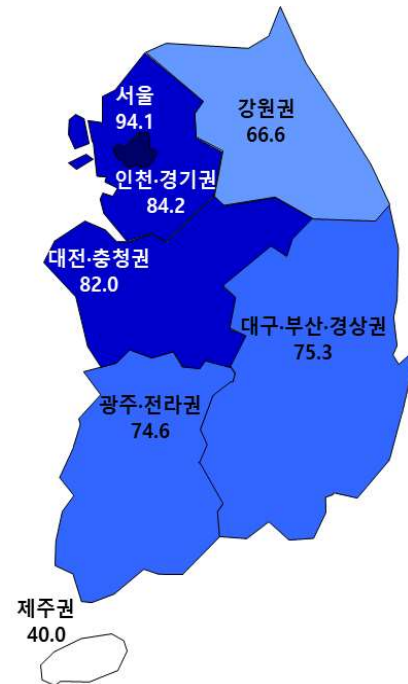 서울
94.1
강원권
66.6
인천·경기권
84.2
대전·충청권
82.0
대구·부산·경상권
75.3
광주·전라권
74.6
제주권
40.0